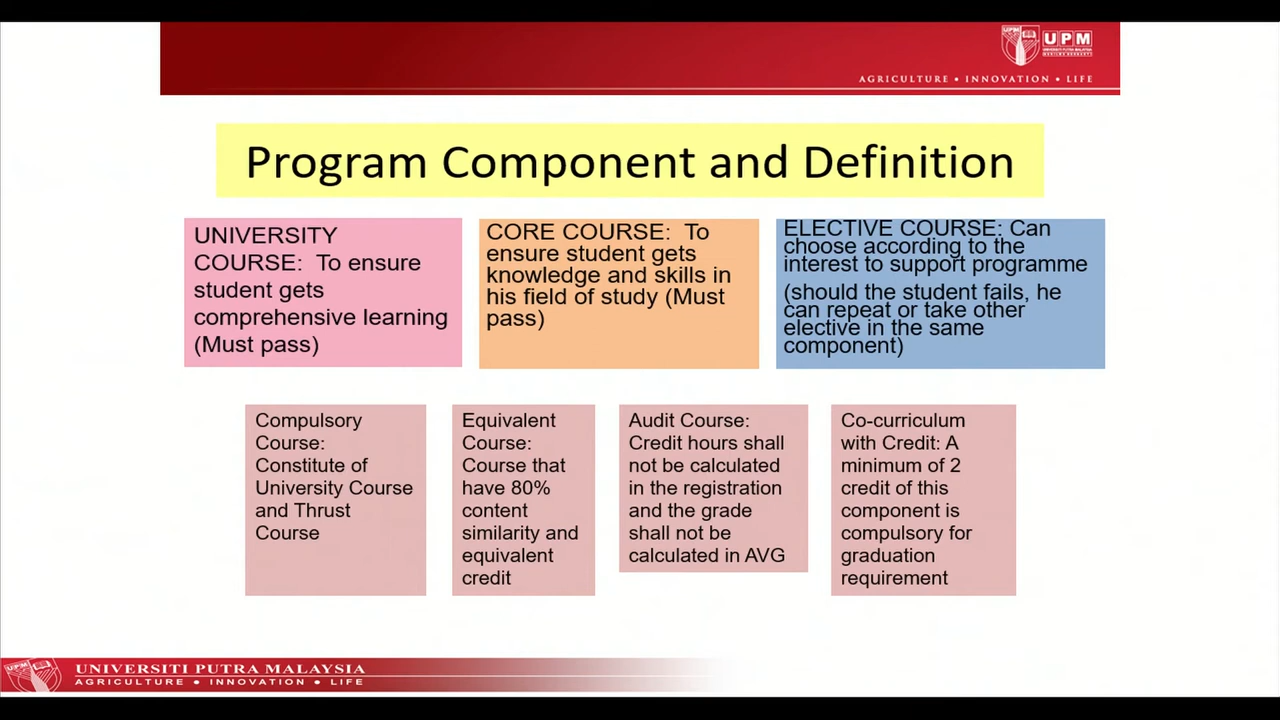 UPM
UPM
UNIVERSITI PUTRA MALAYSIA
AGRICULTURE • INNOVATION • LIFE
Program Component and Definition
UNIVERSITY
COURSE: To ensure
student gets
comprehensive learning
(Must pass)
CORE COURSE: To
ensure student gets
knowledge and skills in
his field of study (Must
pass)
ELECTIVE COURSE: Can
choose according to the
interest to support programme
(should the student fails, he
can repeat or take other
elective in the same
component)
Compulsory
Course:
Constitute of
University Course
and Thrust
Course
Equivalent
Course:
Course that
have 80%
content
similarity and
equivalent
credit
Audit Course:
Credit hours shall
not be calculated
in the registration
and the grade
shall not be
calculated in AVG
Co-curriculum
with Credit: A
minimum of 2
credit of this
component is
compulsory for
graduation
requirement
UPM
UNIVERSITI PUTRA MALAYSIA
AGRICULTURE • INNOVATION • LIFE